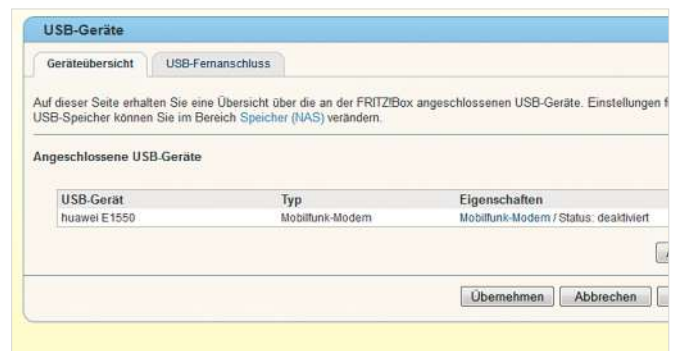 USB-Geräte
Geräteübersicht USB-Fernanschluss
Auf dieser Seite erhalten Sie eine Übersicht über die an der FRITZ!Box angeschlossenen USB-Geräte. Einstellungen
USB-Speicher können Sie im Bereich Speicher (NAS) verändern.
Angeschlossene USB-Geräte
USB-Gerät Typ Eigenschaften
huawei E1550 Mobilfunk-Modem Mobilfunk-Modem / Status: deaktiviert
Übernehmen Abbrechen